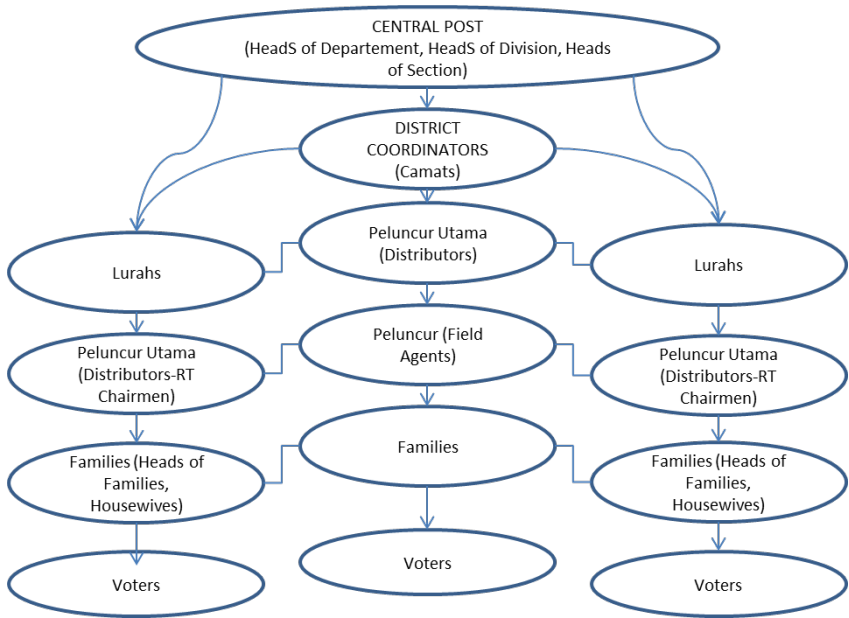 CENTRAL POST
(HeadS of Departement, HeadS of Division, Heads
of Section)
DISTRICT
COORDINATORS
(Camats)
Peluncur Utama
(Distributors)
Lurahs
Lurahs
Peluncur (Field
Agents)
Peluncur Utama
(Distributors-RT
Chairmen)
Peluncur Utama
(Distributors-RT
Chairmen)
Families
Families (Heads of
Families,
Housewives)
Families (Heads of
Families,
Housewives)
Voters
Voters
Voters